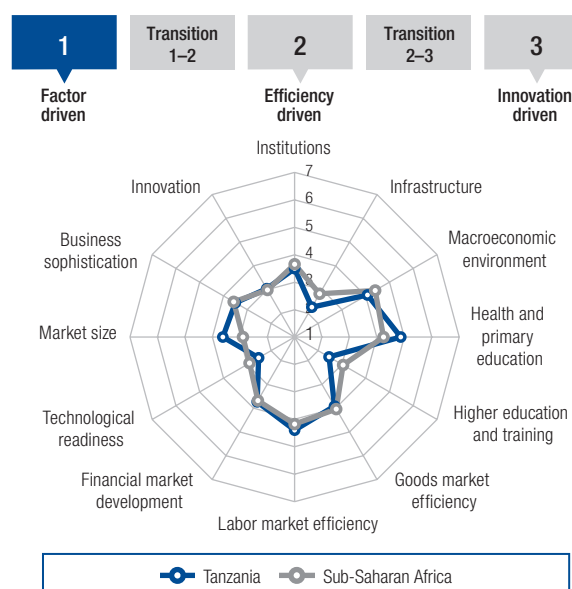 1
Transition
1–2
2
Transition
2–3
3
Factor
driven
Efficiency
driven
Innovation
driven
Institutions
7
6
5
4
3
2
1
Infrastructure
Macroeconomic
environment
Health and
primary
education
Higher education
and training
Goods market
efficiency
Labor market efficiency
Financial market
development
Technological
readiness
Market size
Business
sophistication
Innovation
Tanzania
Sub-Saharan Africa